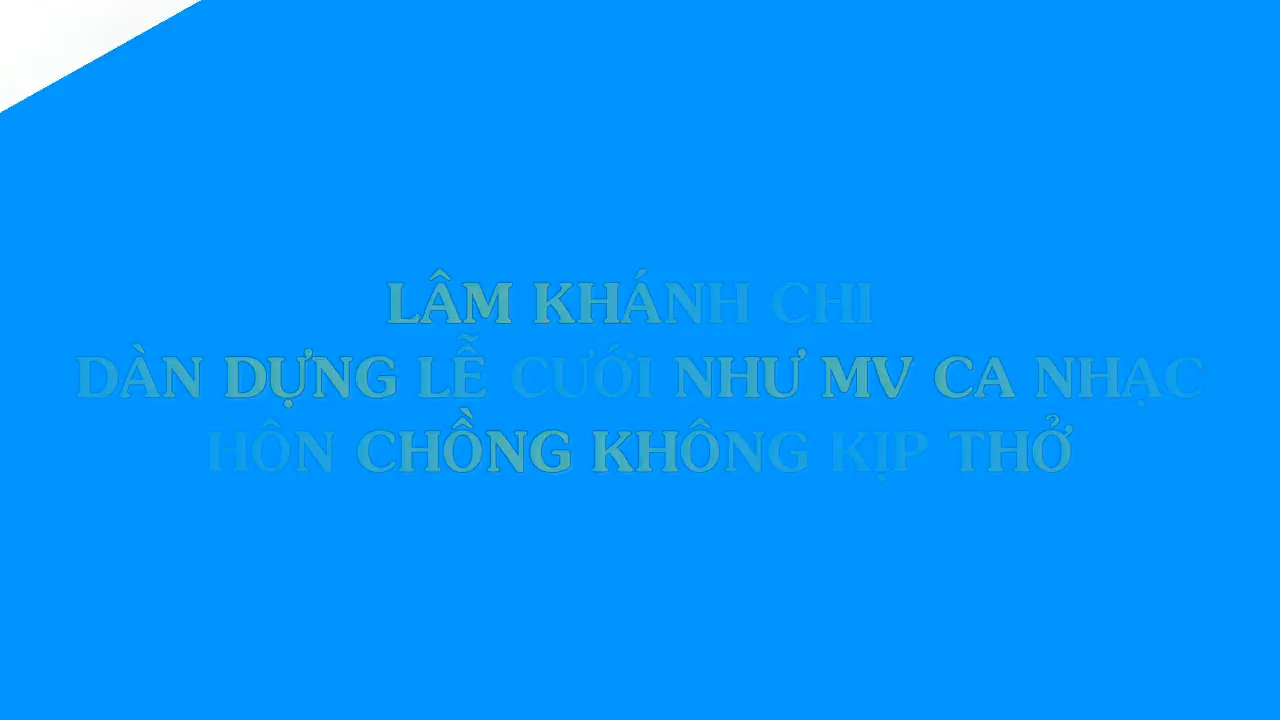 LÂM KHÁNH CHI
DÀN DỰNG LỄ CƯỚI NHƯ MV CA NHẠC
HÔN CHỒNG KHÔNG KỊP THỞ